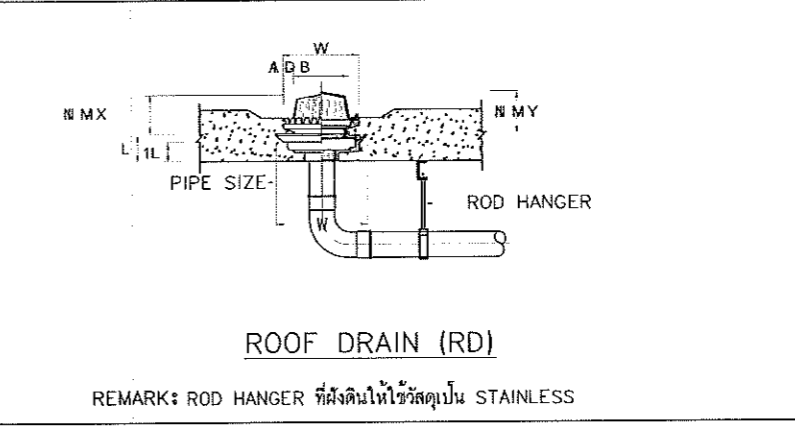 W
A D B
N MX
N MY
L 1L
PIPE SIZE
W
ROD HANGER
ROOF DRAIN (RD)
REMARK: ROD HANGER ที่ฝังดินให้ใช้วัสดุเป็น STAINLESS